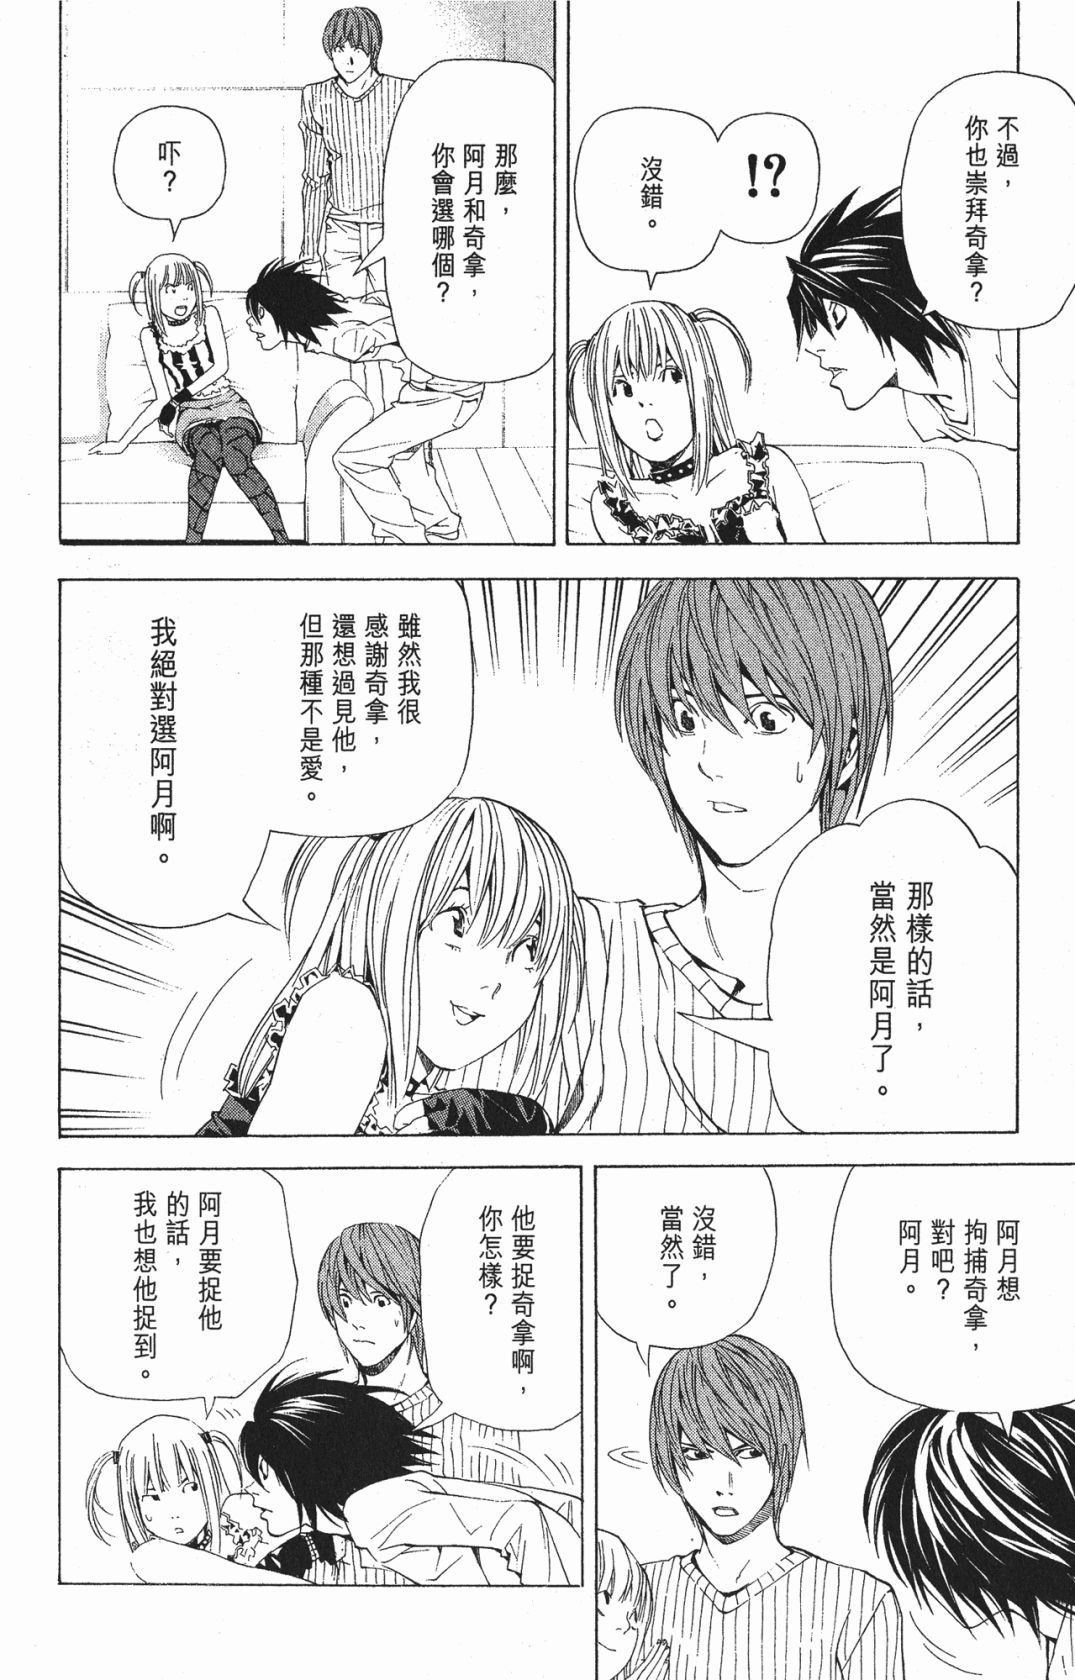 不過，
你也崇拜奇拿？
!?
沒錯。
那麼，
阿月和奇拿，
你會選哪個？
吓？
那樣的話，
當然是阿月了。
雖然我很
感謝奇拿，
還想過見他，
但那種不是愛。
我絕對選阿月啊。
阿月想
拘捕奇拿，
對吧？
阿月。
沒錯，
當然了。
他要捉奇拿啊，
你怎樣？
阿月要捉他
的話，
我也想他捉到。